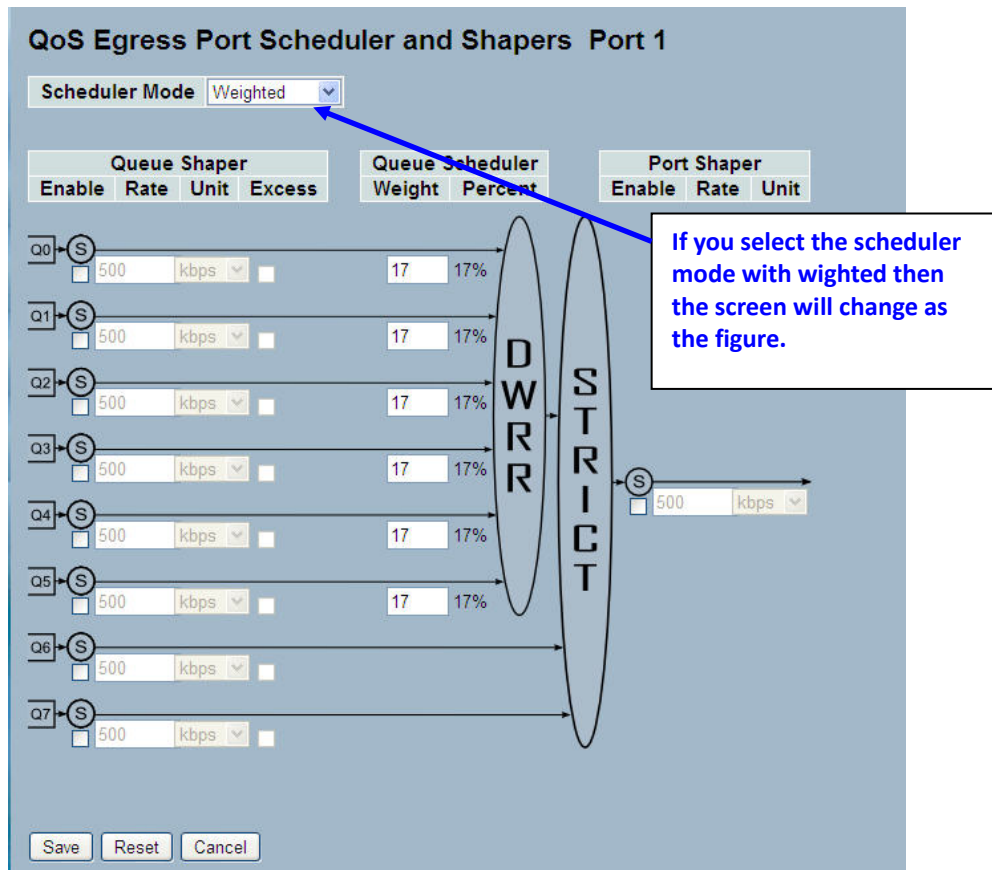 QoS Egress Port Scheduler and Shapers Port 1
Scheduler Mode Weighted
Queue Shaper Queue Scheduler Port Shaper
Enable Rate Unit Excess Weight Percent Enable Rate Unit
If you select the scheduler
mode with wighted then
the screen will change as
the figure.
Q0 S
500 kbps 17 17%
Q1 S
500 kbps 17 17%
Q2 S
500 kbps 17 17%
Q3 S
500 kbps 17 17%
Q4 S
500 kbps 17 17%
Q5 S
500 kbps 17 17%
Q6 S
500 kbps
Q7 S
500 kbps
DWRR
STRICT
S
500 kbps
Save Reset Cancel